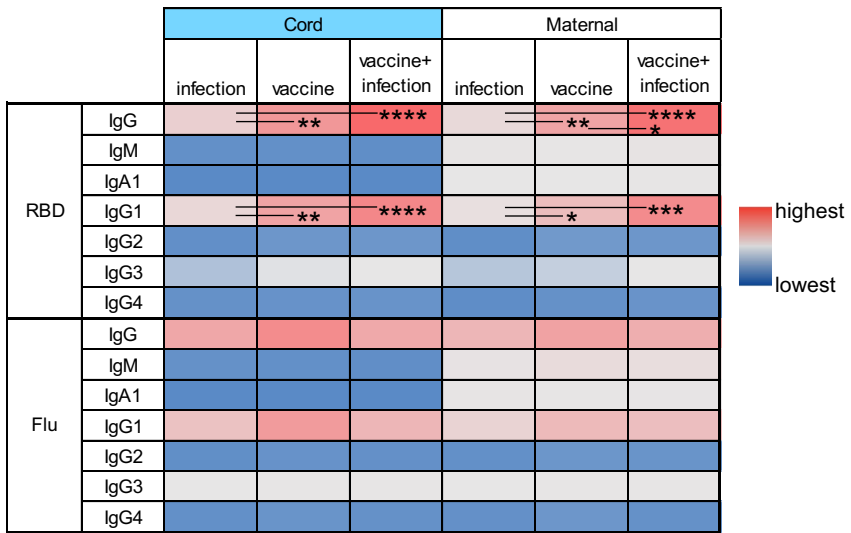 Cord Maternal
infection vaccine vaccine+ infection infection vaccine vaccine+ infection
RBD
IgG **** ** **** ** *
IgM
IgA1
IgG1 **** ** *** *
IgG2
IgG3
IgG4
Flu
IgG
IgM
IgA1
IgG1
IgG2
IgG3
IgG4
highest
lowest